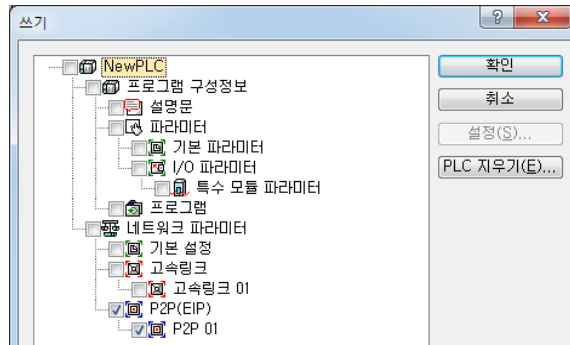 쓰기
NewPLC
프로그램 구성정보
설명문
파라미터
기본 파라미터
I/O 파라미터
특수 모듈 파라미터
프로그램
네트워크 파라미터
기본 설정
고속링크
고속링크 01
P2P(EIP)
P2P 01
확인
취소
설정(S)...
PLC 지우기(E)...